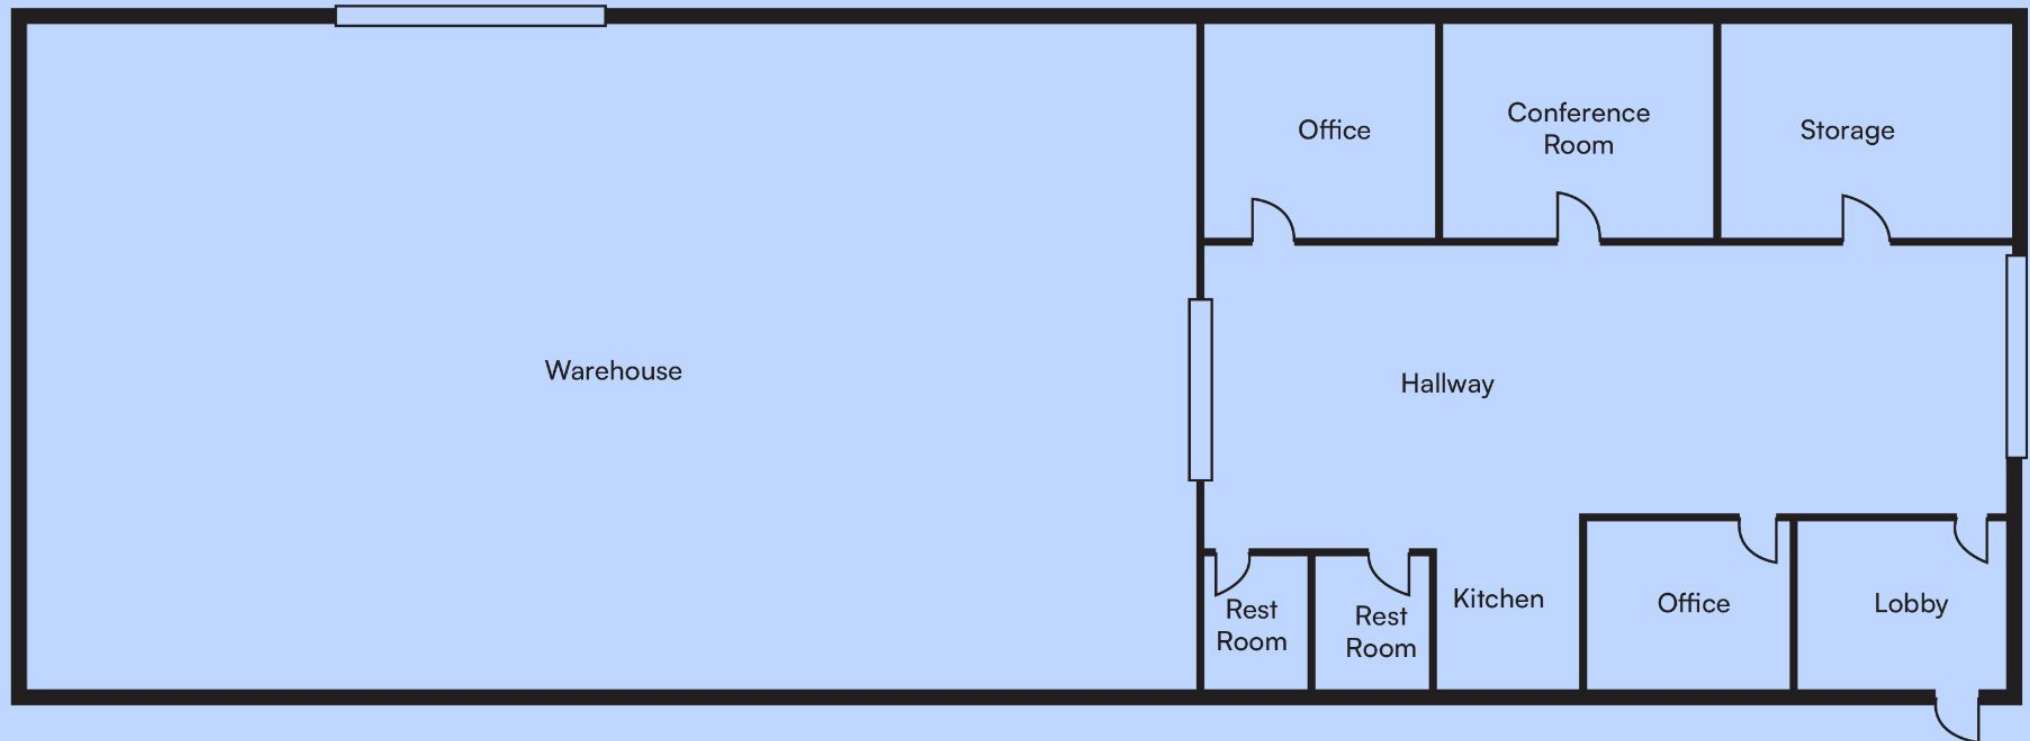 Office
Conference
Room
Storage
Warehouse
Hallway
Rest
Room
Rest
Room
Kitchen
Office
Lobby